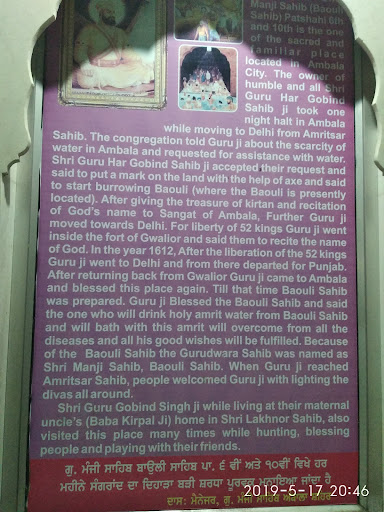 Manji Sahib (Baoli
Sahib) Patshahi 6th
and 10th is the one
of the sacred and
familiar place
located in Ambala
City. The owner of
humble and all Shri
Guru Har Gobind
Sahib ji took one
night halt in Ambala
while moving to Delhi from Amritsar
Sahib. The congregation told Guru ji about the scarcity of
water in Ambala and requested for assistance with water.
Shri Guru Har Gobind Sahib ji accepted their request and
said to put a mark on the land with the help of axe and said
to start burrowing Baouli (where the Baouli is presently
located). After giving the treasure of kirtan and recitation
of God's name to Sangat of Ambala, Further Guru ji
moved towards Delhi. For liberty of 52 kings Guru ji went
inside the fort of Gwalior and said them to recite the name
of God. In the year 1612, After the liberation of the 52 kings
Guru ji went to Delhi and from there departed for Punjab.
After returning back from Gwalior Guru ji came to Ambala
and blessed this place again. Till that time Baouli Sahib
was prepared. Guru ji Blessed the Baouli Sahib and said
the one who will drink holy amrit water from Baouli Sahib
and will bath with this amrit will overcome from all the
diseases and all his good wishes will be fulfilled. Because
of the Baouli Sahib the Gurudwara Sahib was named as
Shri Manji Sahib, Baouli Sahib. When Guru ji reached
Amritsar Sahib, people welcomed Guru ji with lighting the
divas all around.
Shri Guru Gobind Singh ji while living at their maternal
uncle's (Baba Kirpal Ji) home in Shri Lakhnor Sahib, also
visited this place many times while hunting, blessing
people and playing with their friends.
ਗੁ. ਮੰਜੀ ਸਾਹਿਬ ਬਾਉਲੀ ਸਾਹਿਬ ਪਾ. ੬ ਵੀਂ ਅਤੇ ੧੦ਵੀਂ ਵਿਖੇ ਹਰ
ਮਹੀਨੇ ਸੰਗਰਾਂਦ ਦਾ ਦਿਹਾੜਾ ਬੜੀ ਸ਼ਰਧਾ ਪੂਰਵਕ ਮਨਾਇਆ ਜਾਂਦਾ ਹੈ
ਦਾਸ: ਮੈਨੇਜਰ, ਗੁ. ਮੰਜੀ ਸਾਹਿਬ ਅੰਬਾਲਾ ਸ਼ਹਿਰ
2019-5-17 20:46